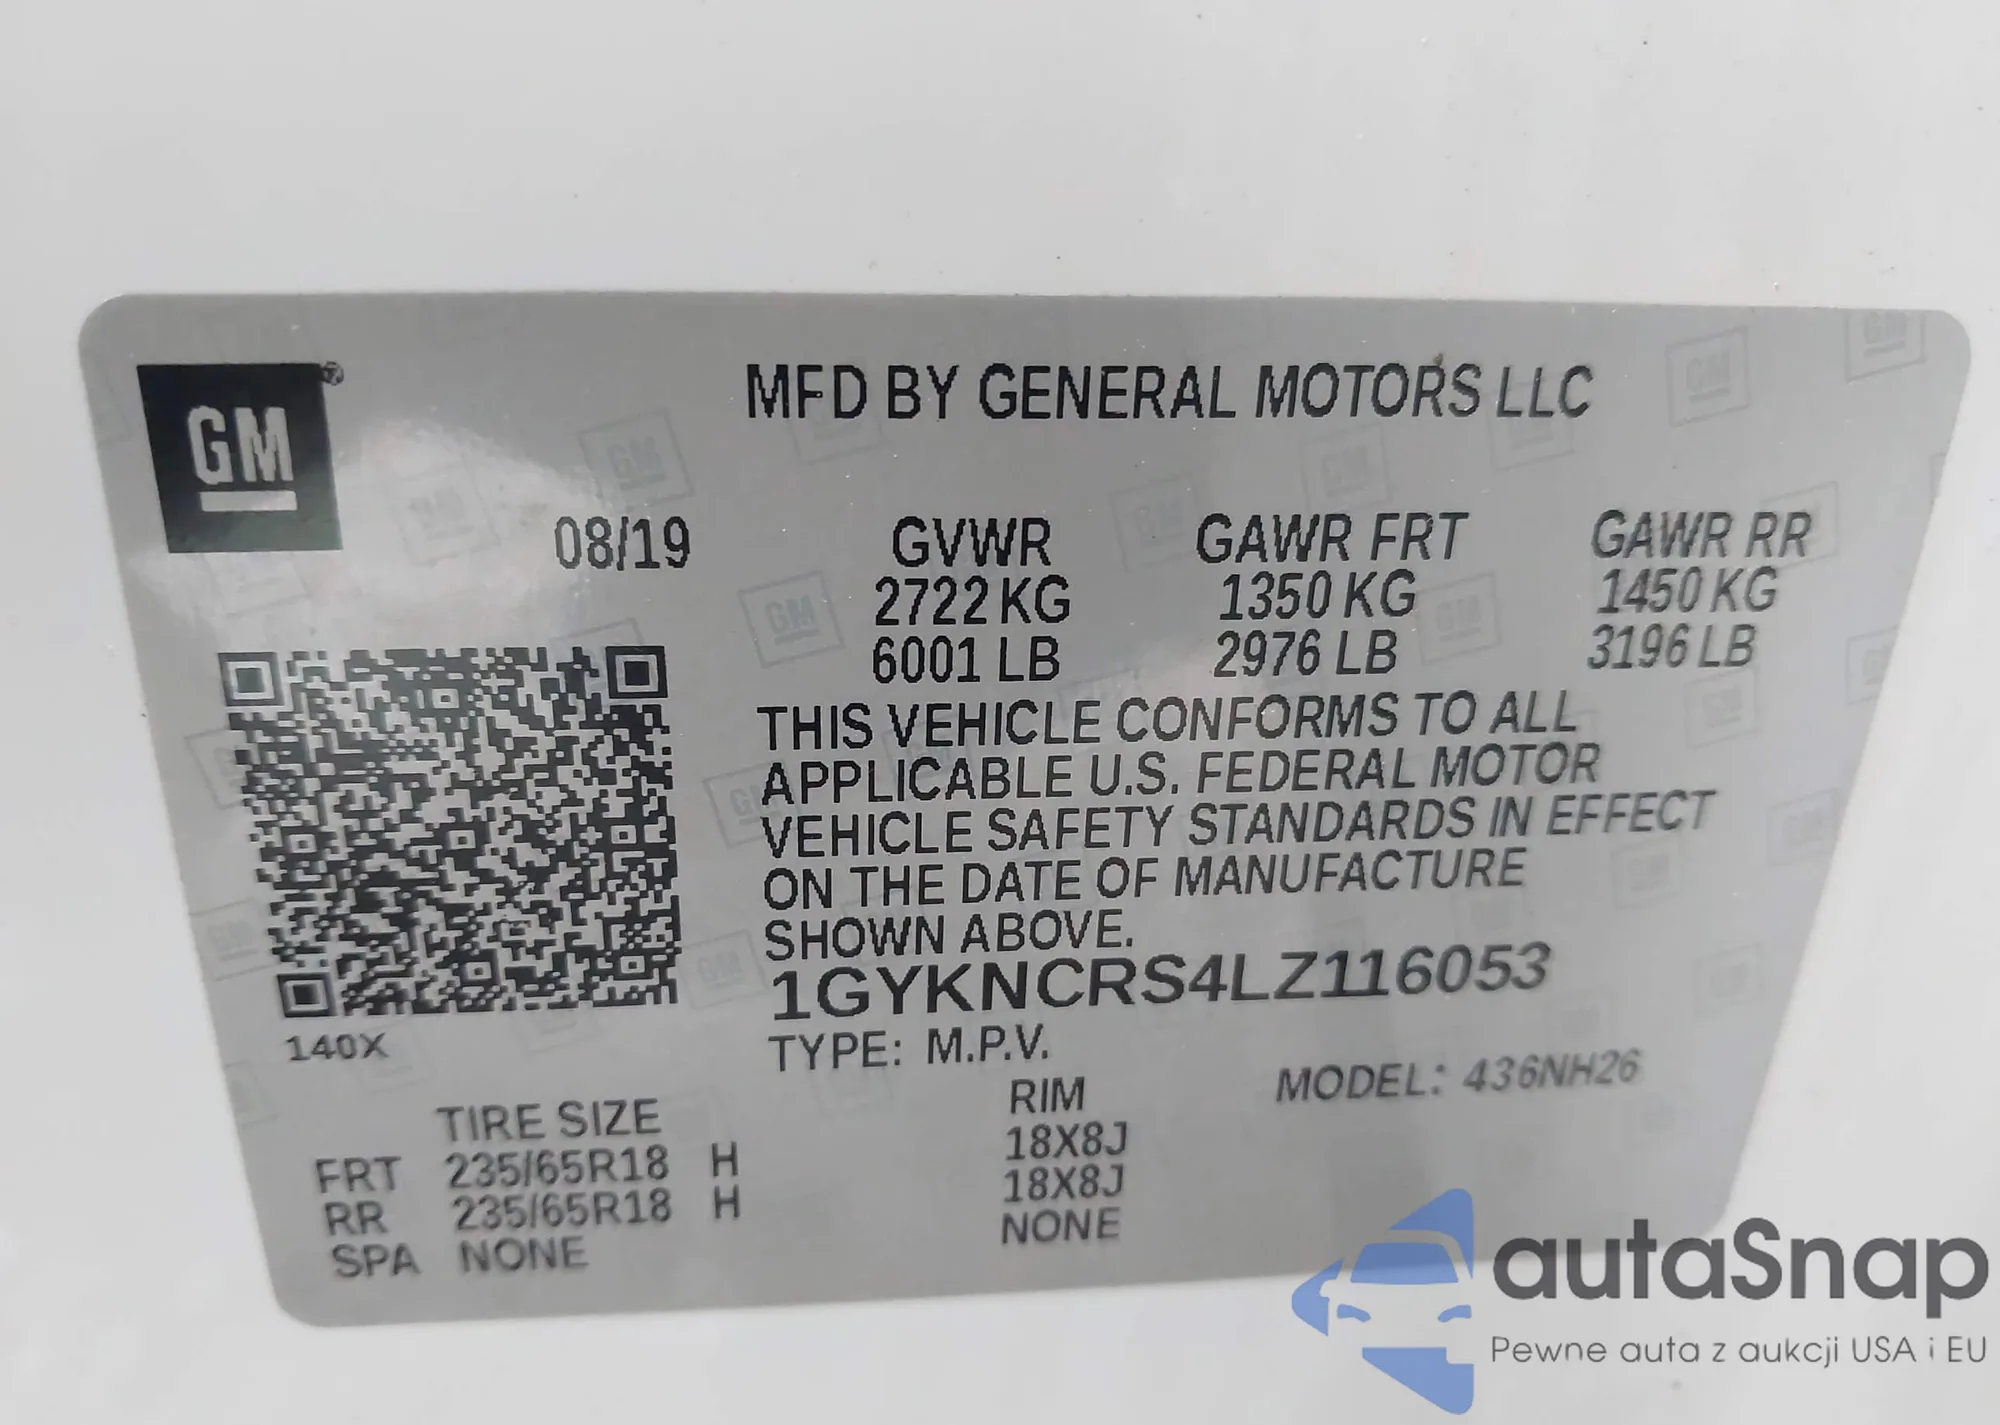 GM
MFD BY GENERAL MOTORS LLC
08/19 GVWR GAWR FRT GAWR RR
2722 KG 1350 KG 1450 KG
6001 LB 2976 LB 3196 LB
THIS VEHICLE CONFORMS TO ALL
APPLICABLE U.S. FEDERAL MOTOR
VEHICLE SAFETY STANDARDS IN EFFECT
ON THE DATE OF MANUFACTURE
SHOWN ABOVE.
1GYKNCRS4LZ116053
140X
TYPE: M.P.V.
MODEL: 436NH26
TIRE SIZE RIM
FRT 235/65R18 H 18X8J
RR 235/65R18 H 18X8J
SPA NONE NONE
autaSnap
Pewne auta z aukcji USA i EU